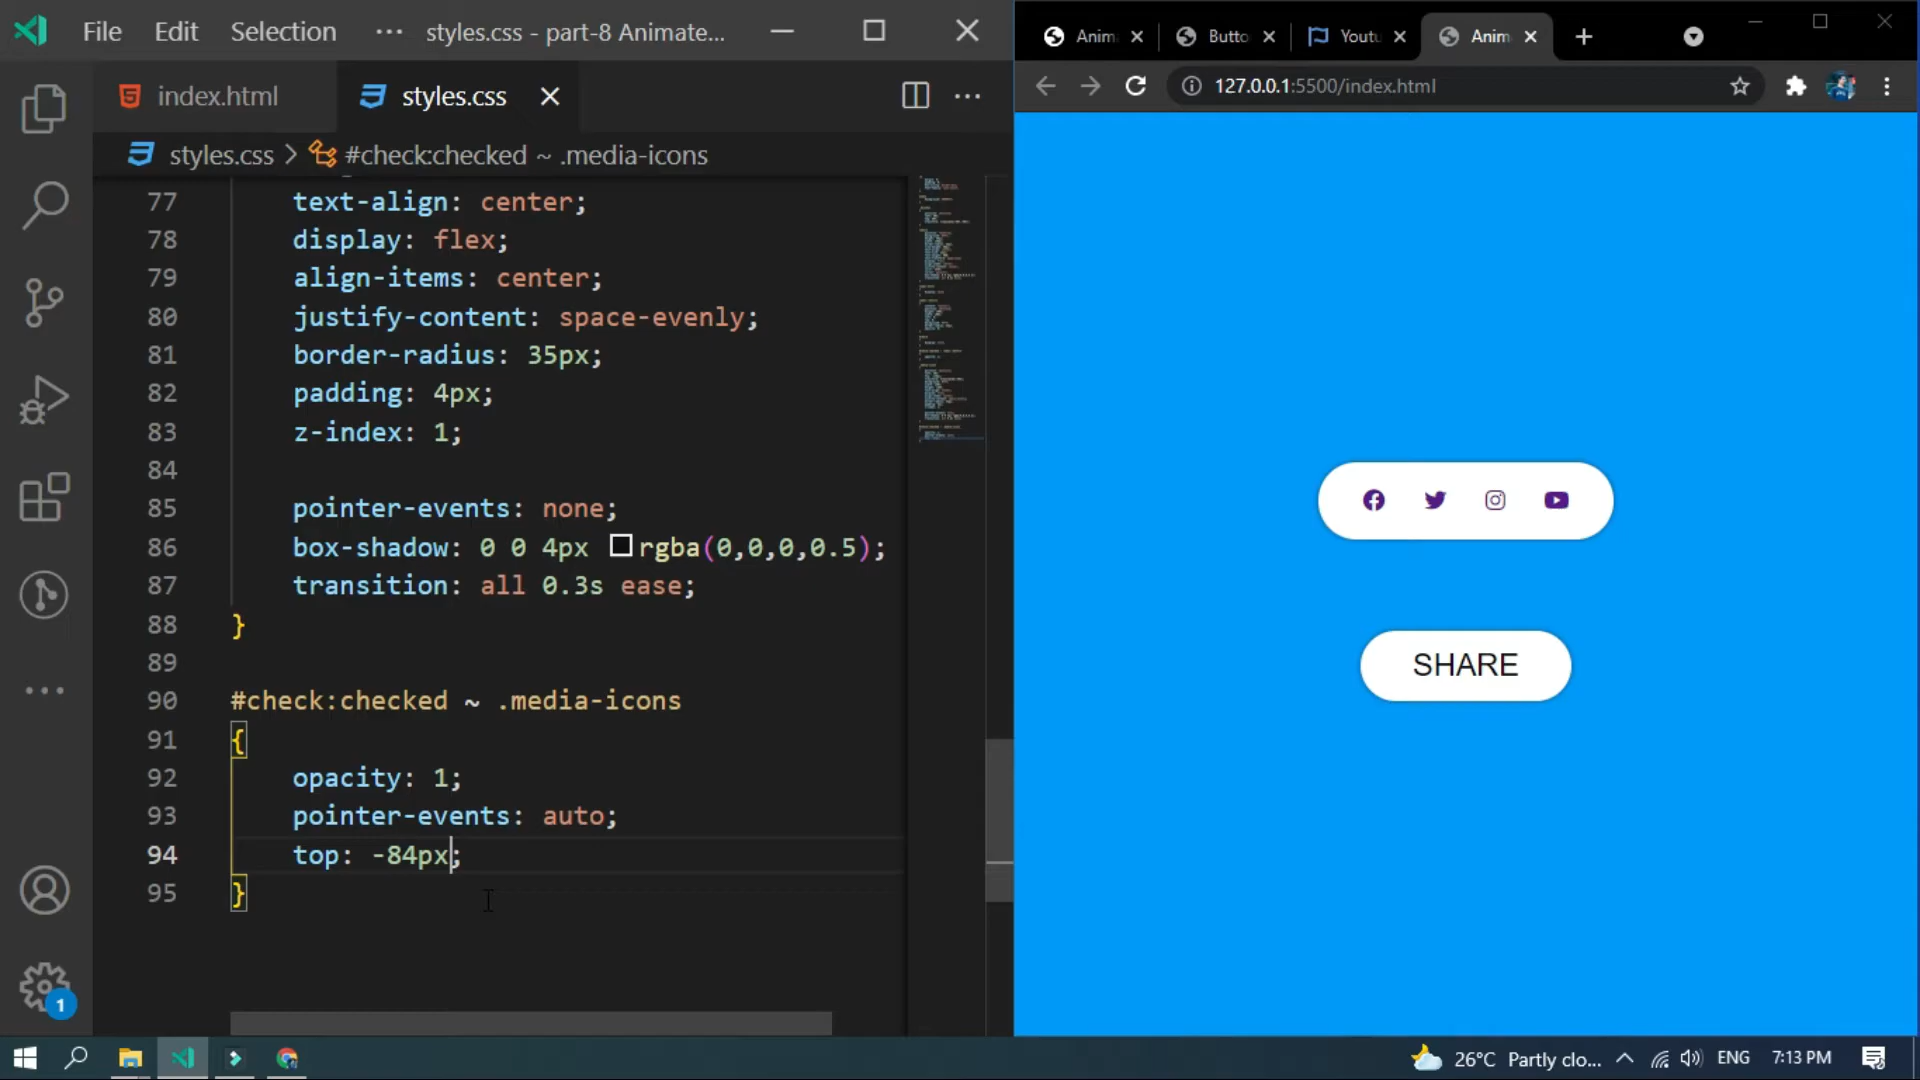 File Edit Selection ··· styles.css - part-8 Animate...
index.html styles.css
styles.css > #check:checked ~ .media-icons
77 text-align: center;
78 display: flex;
79 align-items: center;
80 justify-content: space-evenly;
81 border-radius: 35px;
82 padding: 4px;
83 z-index: 1;
84
85 pointer-events: none;
86 box-shadow: 0 0 4px rgba(0,0,0,0.5);
87 transition: all 0.3s ease;
88 }
89
90 #check:checked ~ .media-icons
91 {
92 opacity: 1;
93 pointer-events: auto;
94 top: -84px;
95 }
1
Anim Butto Youtu Anim
127.0.0.1:5500/index.html
SHARE
26°C Partly clo... ENG 7:13 PM